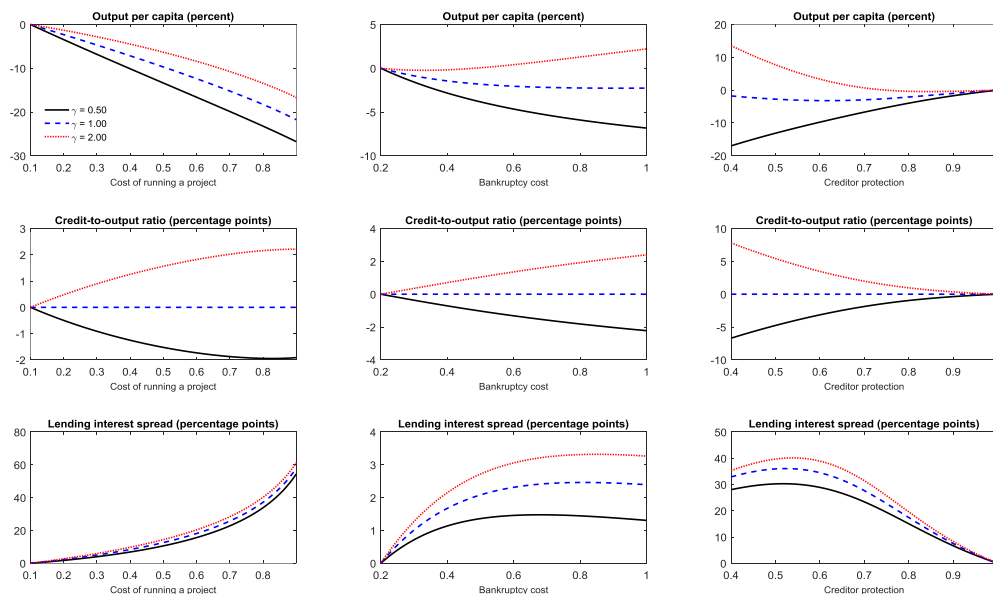 Output per capita (percent)
0
-10
-20
-30
γ = 0.50
γ = 1.00
γ = 2.00
0.1 0.2 0.3 0.4 0.5 0.6 0.7 0.8
Cost of running a project
Output per capita (percent)
5
0
-5
-10
0.2 0.4 0.6 0.8 1
Bankruptcy cost
Output per capita (percent)
20
10
0
-10
-20
0.4 0.5 0.6 0.7 0.8 0.9
Creditor protection
Credit-to-output ratio (percentage points)
3
2
1
0
-1
-2
0.1 0.2 0.3 0.4 0.5 0.6 0.7 0.8
Cost of running a project
Credit-to-output ratio (percentage points)
4
2
0
-2
-4
0.2 0.4 0.6 0.8 1
Bankruptcy cost
Credit-to-output ratio (percentage points)
10
5
0
-5
-10
0.4 0.5 0.6 0.7 0.8 0.9
Creditor protection
Lending interest spread (percentage points)
80
60
40
20
0
0.1 0.2 0.3 0.4 0.5 0.6 0.7 0.8
Cost of running a project
Lending interest spread (percentage points)
4
3
2
1
0
0.2 0.4 0.6 0.8 1
Bankruptcy cost
Lending interest spread (percentage points)
50
40
30
20
10
0
0.4 0.5 0.6 0.7 0.8 0.9
Creditor protection